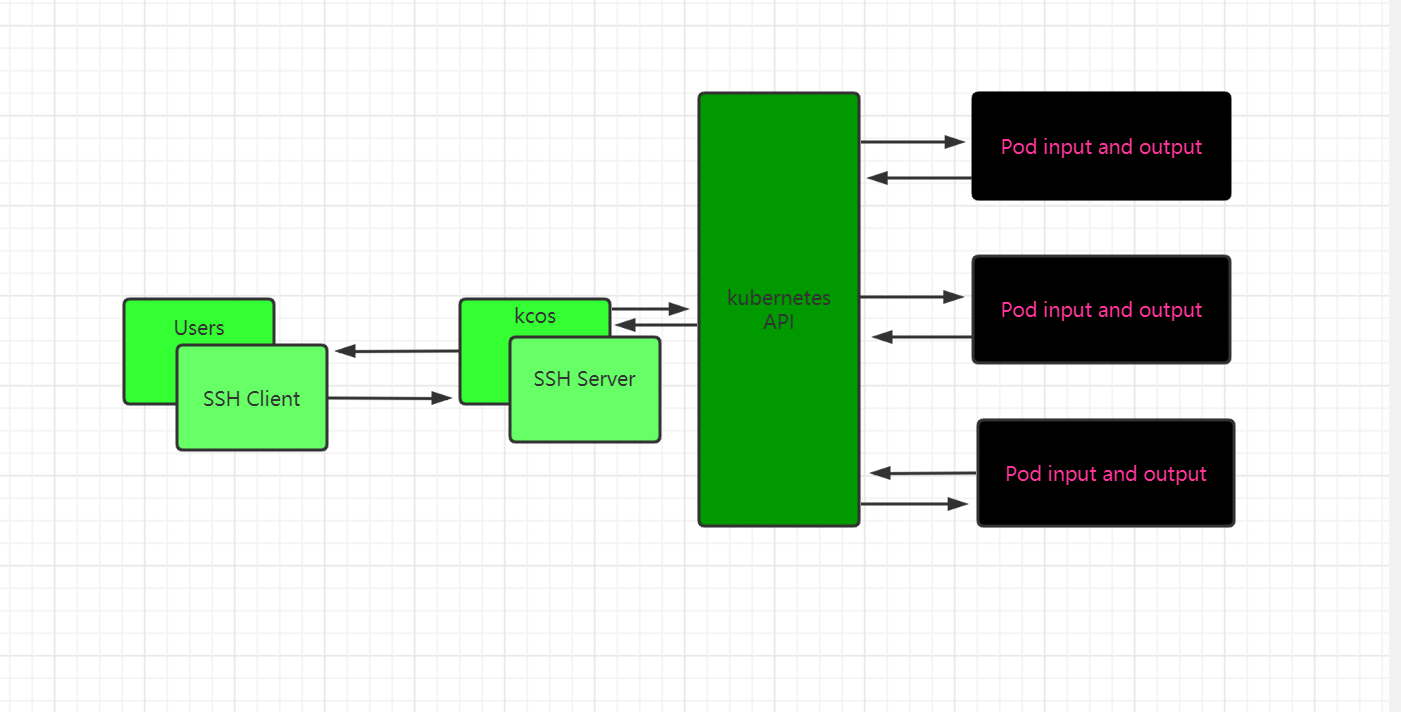 Users
SSH Client
kcos
SSH Server
kubernetes
API
Pod input and output
Pod input and output
Pod input and output